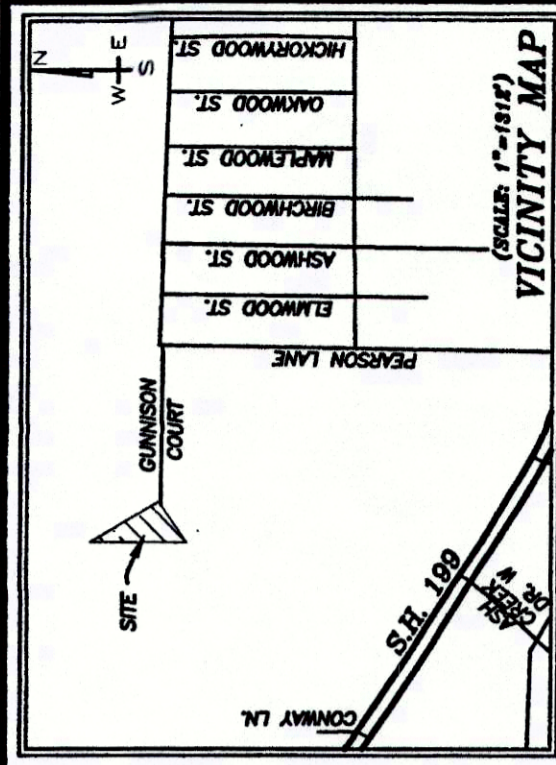 N
W E
S
HICKORYWOOD ST.
OAKWOOD ST.
MAPLEWOOD ST.
BIRCHWOOD ST.
ASHWOOD ST.
ELMWOOD ST.
PEARSON LANE
GUNNISON
COURT
SITE
S.H. 199
ASH
CREEK
DR. W
CONWAY LN.
(SCALE: 1"=1312')
VICINITY MAP